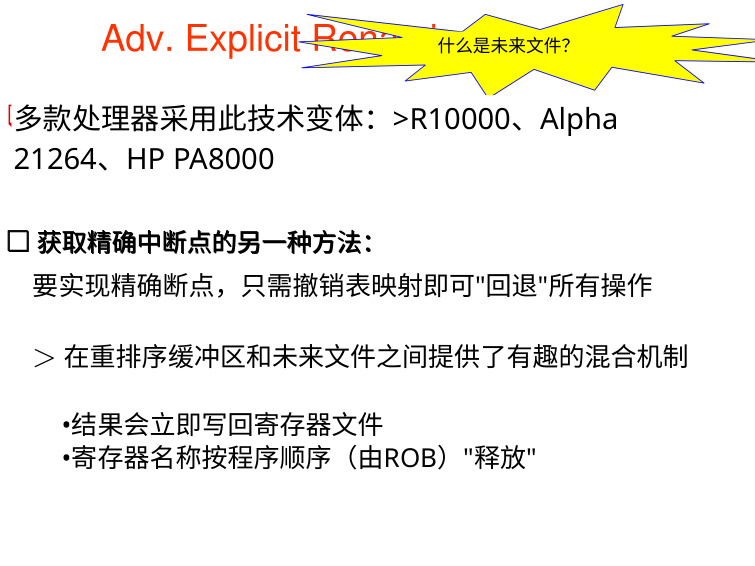 Adv. Explicit
什么是未来文件？
多款处理器采用此技术变体：>R10000、Alpha
21264、HP PA8000
获取精确中断点的另一种方法：
要实现精确断点，只需撤销表映射即可"回退"所有操作
> 在重排序缓冲区和未来文件之间提供了有趣的混合机制
•结果会立即写回寄存器文件
•寄存器名称按程序顺序（由ROB）"释放"